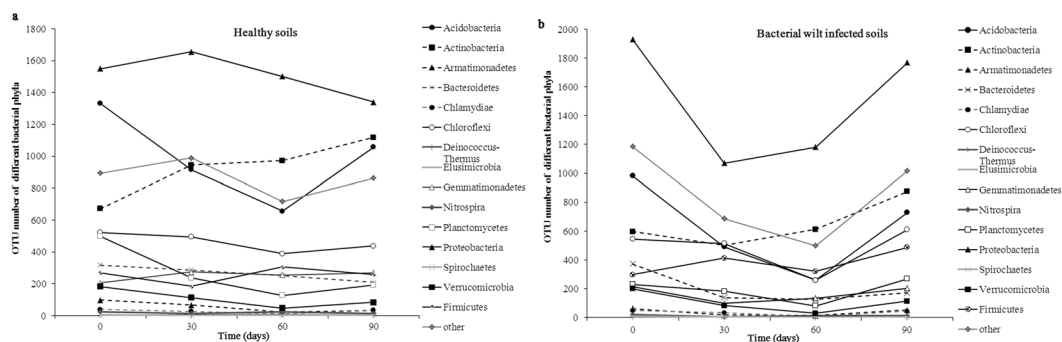 a
Healthy soils
OTU number of different bacterial phyla
1800
1600
1400
1200
1000
800
600
400
200
0
0 30 60 90
Time (days)
Acidobacteria
Actinobacteria
Armatimonadetes
Bacteroidetes
Chlamydiae
Chloroflexi
Deinococcus-
Thermus
Elusimicrobia
Gemmatimonadetes
Nitrospira
Planctomycetes
Proteobacteria
Spirochaetes
Verrucomicrobia
Firmicutes
other
b
Bacterial wilt infected soils
OTU number of different bacterial phyla
2000
1800
1600
1400
1200
1000
800
600
400
200
0
0 30 60 90
Time (days)
Acidobacteria
Actinobacteria
Armatimonadetes
Bacteroidetes
Chlamydiae
Chloroflexi
Deinococcus-
Thermus
Elusimicrobia
Gemmatimonadetes
Nitrospira
Planctomycetes
Proteobacteria
Spirochaetes
Verrucomicrobia
Firmicutes
other